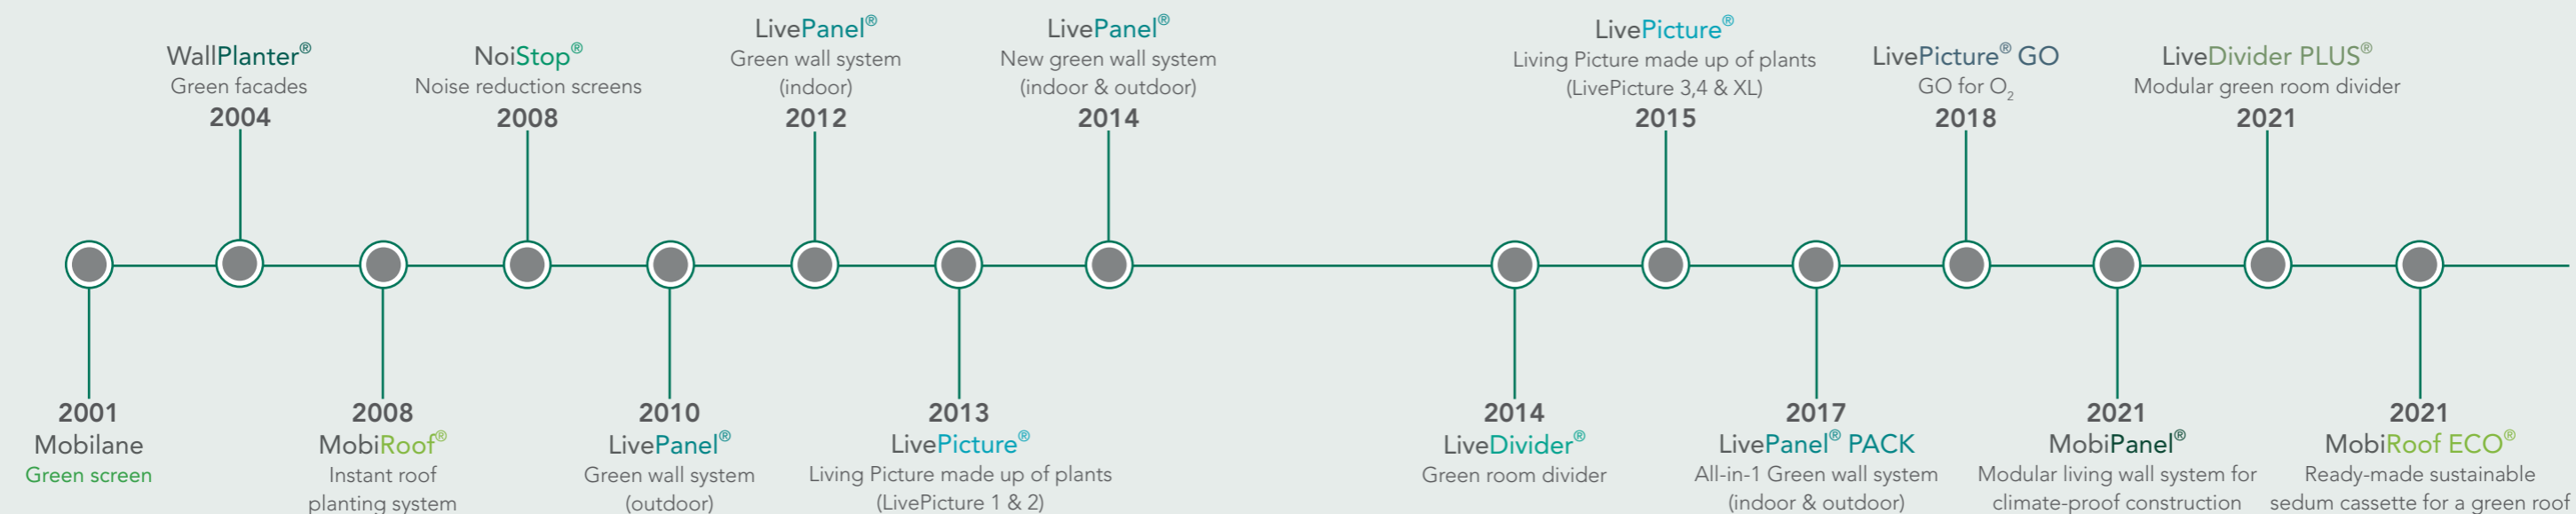 2001
Mobilane
Green screen
WallPlanter®
Green facades
2004
2008
MobiRoof®
Instant roof
planting system
NoiStop®
Noise reduction screens
2008
2010
LivePanel®
Green wall system
(outdoor)
LivePanel®
Green wall system
(indoor)
2012
2013
LivePicture®
Living Picture made up of plants
(LivePicture 1 & 2)
LivePanel®
New green wall system
(indoor & outdoor)
2014
2014
LiveDivider®
Green room divider
LivePicture®
Living Picture made up of plants
(LivePicture 3,4 & XL)
2015
2017
LivePanel® PACK
All-in-1 Green wall system
(indoor & outdoor)
LivePicture® GO
GO for O₂
2018
2021
MobiPanel®
Modular living wall system for
climate-proof construction
LiveDivider PLUS®
Modular green room divider
2021
2021
MobiRoof ECO®
Ready-made sustainable
sedum cassette for a green roof